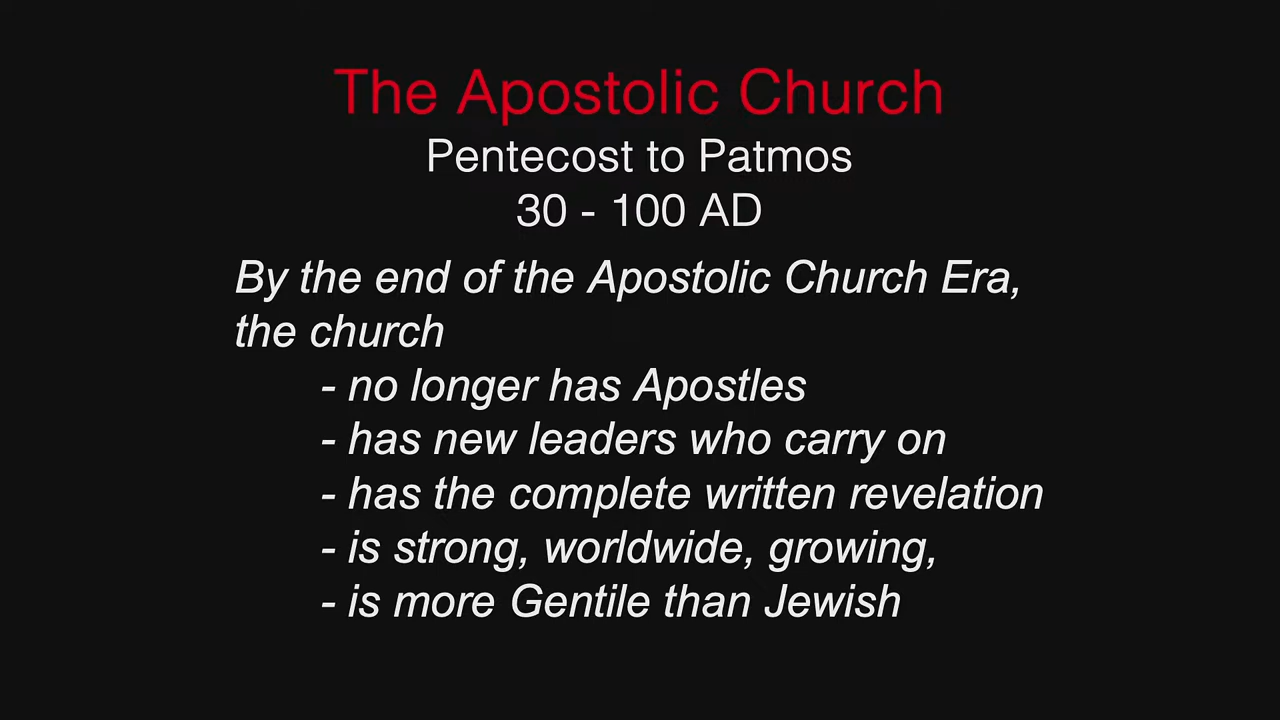 The Apostolic Church
Pentecost to Patmos
30 - 100 AD
By the end of the Apostolic Church Era,
the church
- no longer has Apostles
- has new leaders who carry on
- has the complete written revelation
- is strong, worldwide, growing,
- is more Gentile than Jewish